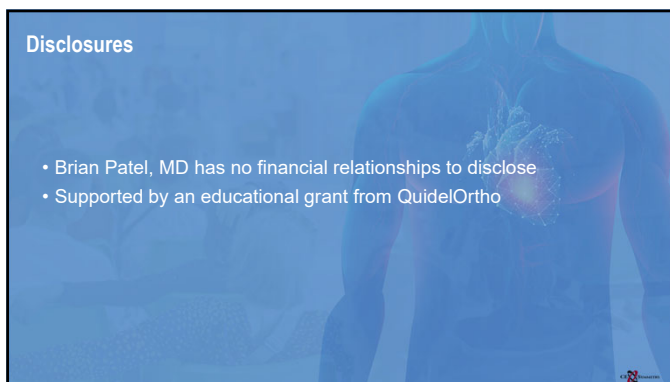 Disclosures
• Brian Patel, MD has no financial relationships to disclose
• Supported by an educational grant from QuidelOrtho